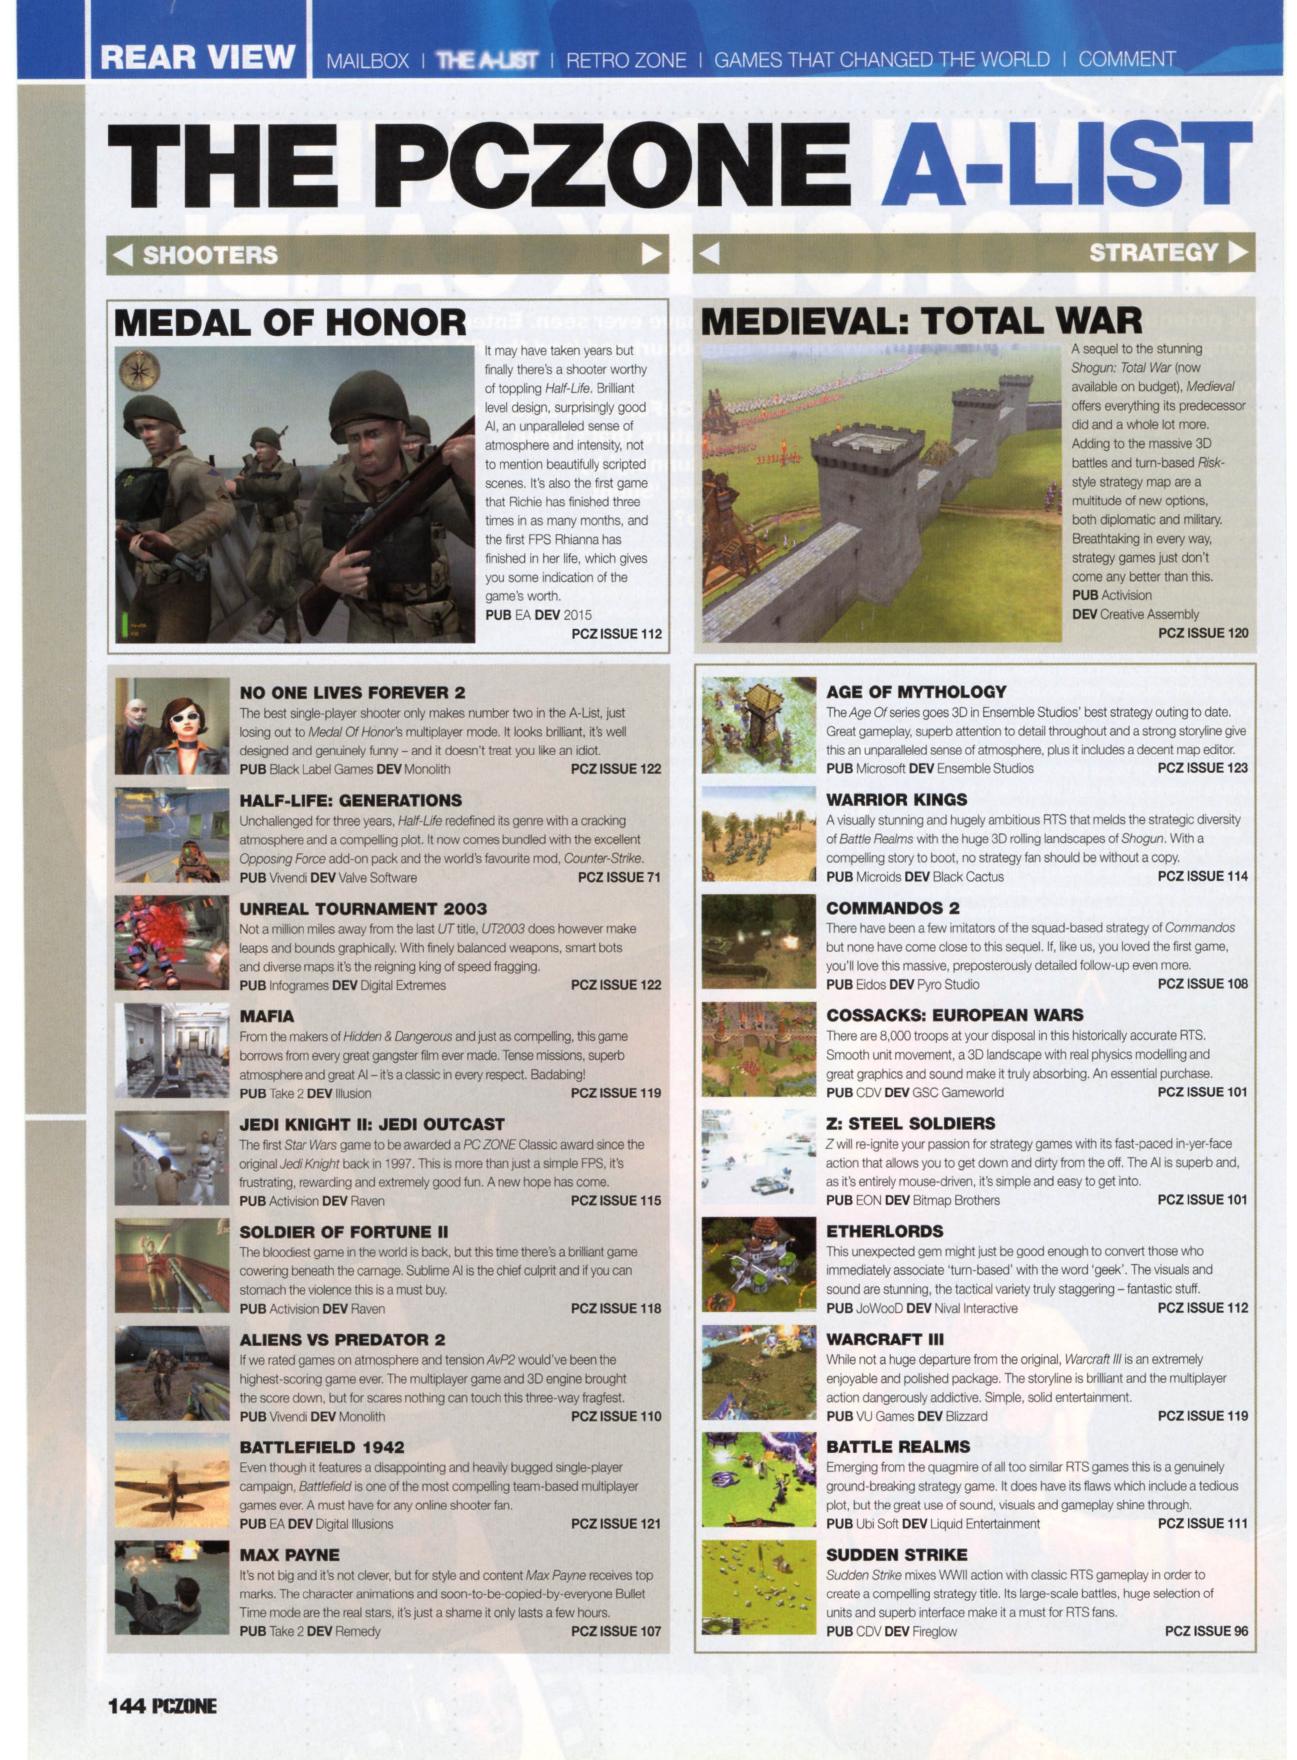 REAR VIEW
MAILBOX | THE A-LIST | RETRO ZONE | GAMES THAT CHANGED THE WORLD | COMMENT
THE PCZONE A-LIST
SHOOTERS
MEDAL OF HONOR
It may have taken years but
finally there's a shooter worthy
of toppling Half-Life. Brilliant
level design, surprisingly good
AI, an unparalleled sense of
atmosphere and intensity, not
to mention beautifully scripted
scenes. It's also the first game
that Richie has finished three
times in as many months, and
the first FPS Rhianna has
finished in her life, which gives
you some indication of the
game's worth.
PUB EA DEV 2015
PCZ ISSUE 112
NO ONE LIVES FOREVER 2
The best single-player shooter only makes number two in the A-List, just
losing out to Medal Of Honor's multiplayer mode. It looks brilliant, it's well
designed and genuinely funny – and it doesn't treat you like an idiot.
PUB Black Label Games DEV Monolith PCZ ISSUE 122
HALF-LIFE: GENERATIONS
Unchallenged for three years, Half-Life redefined its genre with a cracking
atmosphere and a compelling plot. It now comes bundled with the excellent
Opposing Force add-on pack and the world's favourite mod, Counter-Strike.
PUB Vivendi DEV Valve Software PCZ ISSUE 71
UNREAL TOURNAMENT 2003
Not a million miles away from the last UT title, UT2003 does however make
leaps and bounds graphically. With finely balanced weapons, smart bots
and diverse maps it's the reigning king of speed fragging.
PUB Infogrames DEV Digital Extremes PCZ ISSUE 122
MAFIA
From the makers of Hidden & Dangerous and just as compelling, this game
borrows from every great gangster film ever made. Tense missions, superb
atmosphere and great AI – it's a classic in every respect. Badabing!
PUB Take 2 DEV Illusion PCZ ISSUE 119
JEDI KNIGHT II: JEDI OUTCAST
The first Star Wars game to be awarded a PC ZONE Classic award since the
original Jedi Knight back in 1997. This is more than just a simple FPS, it's
frustrating, rewarding and extremely good fun. A new hope has come.
PUB Activision DEV Raven PCZ ISSUE 115
SOLDIER OF FORTUNE II
The bloodiest game in the world is back, but this time there's a brilliant game
cowering beneath the carnage. Sublime AI is the chief culprit and if you can
stomach the violence this is a must buy.
PUB Activision DEV Raven PCZ ISSUE 118
ALIENS VS PREDATOR 2
If we rated games on atmosphere and tension AvP2 would've been the
highest-scoring game ever. The multiplayer game and 3D engine brought
the score down, but for scares nothing can touch this three-way fragfest.
PUB Vivendi DEV Monolith PCZ ISSUE 110
BATTLEFIELD 1942
Even though it features a disappointing and heavily bugged single-player
campaign, Battlefield is one of the most compelling team-based multiplayer
games ever. A must have for any online shooter fan.
PUB EA DEV Digital Illusions PCZ ISSUE 121
MAX PAYNE
It's not big and it's not clever, but for style and content Max Payne receives top
marks. The character animations and soon-to-be-copied-by-everyone Bullet
Time mode are the real stars, it's just a shame it only lasts a few hours.
PUB Take 2 DEV Remedy PCZ ISSUE 107
STRATEGY
MEDIEVAL: TOTAL WAR
A sequel to the stunning
Shogun: Total War (now
available on budget), Medieval
offers everything its predecessor
did and a whole lot more.
Adding to the massive 3D
battles and turn-based Risk-
style strategy map are a
multitude of new options,
both diplomatic and military.
Breathtaking in every way,
strategy games just don't
come any better than this.
PUB Activision
DEV Creative Assembly
PCZ ISSUE 120
AGE OF MYTHOLOGY
The Age Of series goes 3D in Ensemble Studios' best strategy outing to date.
Great gameplay, superb attention to detail throughout and a strong storyline give
this an unparalleled sense of atmosphere, plus it includes a decent map editor.
PUB Microsoft DEV Ensemble Studios PCZ ISSUE 123
WARRIOR KINGS
A visually stunning and hugely ambitious RTS that melds the strategic diversity
of Battle Realms with the huge 3D rolling landscapes of Shogun. With a
compelling story to boot, no strategy fan should be without a copy.
PUB Microids DEV Black Cactus PCZ ISSUE 114
COMMANDOS 2
There have been a few imitators of the squad-based strategy of Commandos
but none have come close to this sequel. If, like us, you loved the first game,
you'll love this massive, preposterously detailed follow-up even more.
PUB Eidos DEV Pyro Studio PCZ ISSUE 108
COSSACKS: EUROPEAN WARS
There are 8,000 troops at your disposal in this historically accurate RTS.
Smooth unit movement, a 3D landscape with real physics modelling and
great graphics and sound make it truly absorbing. An essential purchase.
PUB CDV DEV GSC Gameworld PCZ ISSUE 101
Z: STEEL SOLDIERS
Z will re-ignite your passion for strategy games with its fast-paced in-yer-face
action that allows you to get down and dirty from the off. The AI is superb and,
as it's entirely mouse-driven, it's simple and easy to get into.
PUB EON DEV Bitmap Brothers PCZ ISSUE 101
ETHERLORDS
This unexpected gem might just be good enough to convert those who
immediately associate 'turn-based' with the word 'geek'. The visuals and
sound are stunning, the tactical variety truly staggering – fantastic stuff.
PUB JoWooD DEV Nival Interactive PCZ ISSUE 112
WARCRAFT III
While not a huge departure from the original, Warcraft III is an extremely
enjoyable and polished package. The storyline is brilliant and the multiplayer
action dangerously addictive. Simple, solid entertainment.
PUB VU Games DEV Blizzard PCZ ISSUE 119
BATTLE REALMS
Emerging from the quagmire of all too similar RTS games this is a genuinely
ground-breaking strategy game. It does have its flaws which include a tedious
plot, but the great use of sound, visuals and gameplay shine through.
PUB Ubi Soft DEV Liquid Entertainment PCZ ISSUE 111
SUDDEN STRIKE
Sudden Strike mixes WWII action with classic RTS gameplay in order to
create a compelling strategy title. Its large-scale battles, huge selection of
units and superb interface make it a must for RTS fans.
PUB CDV DEV Fireglow PCZ ISSUE 96
144 PCZONE